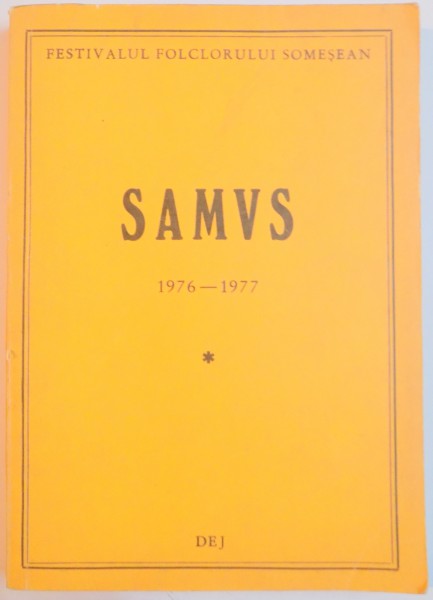 FESTIVALUL FOLCLORULUI SOMEȘEAN
SAMVS
1976—1977
*
DEJ